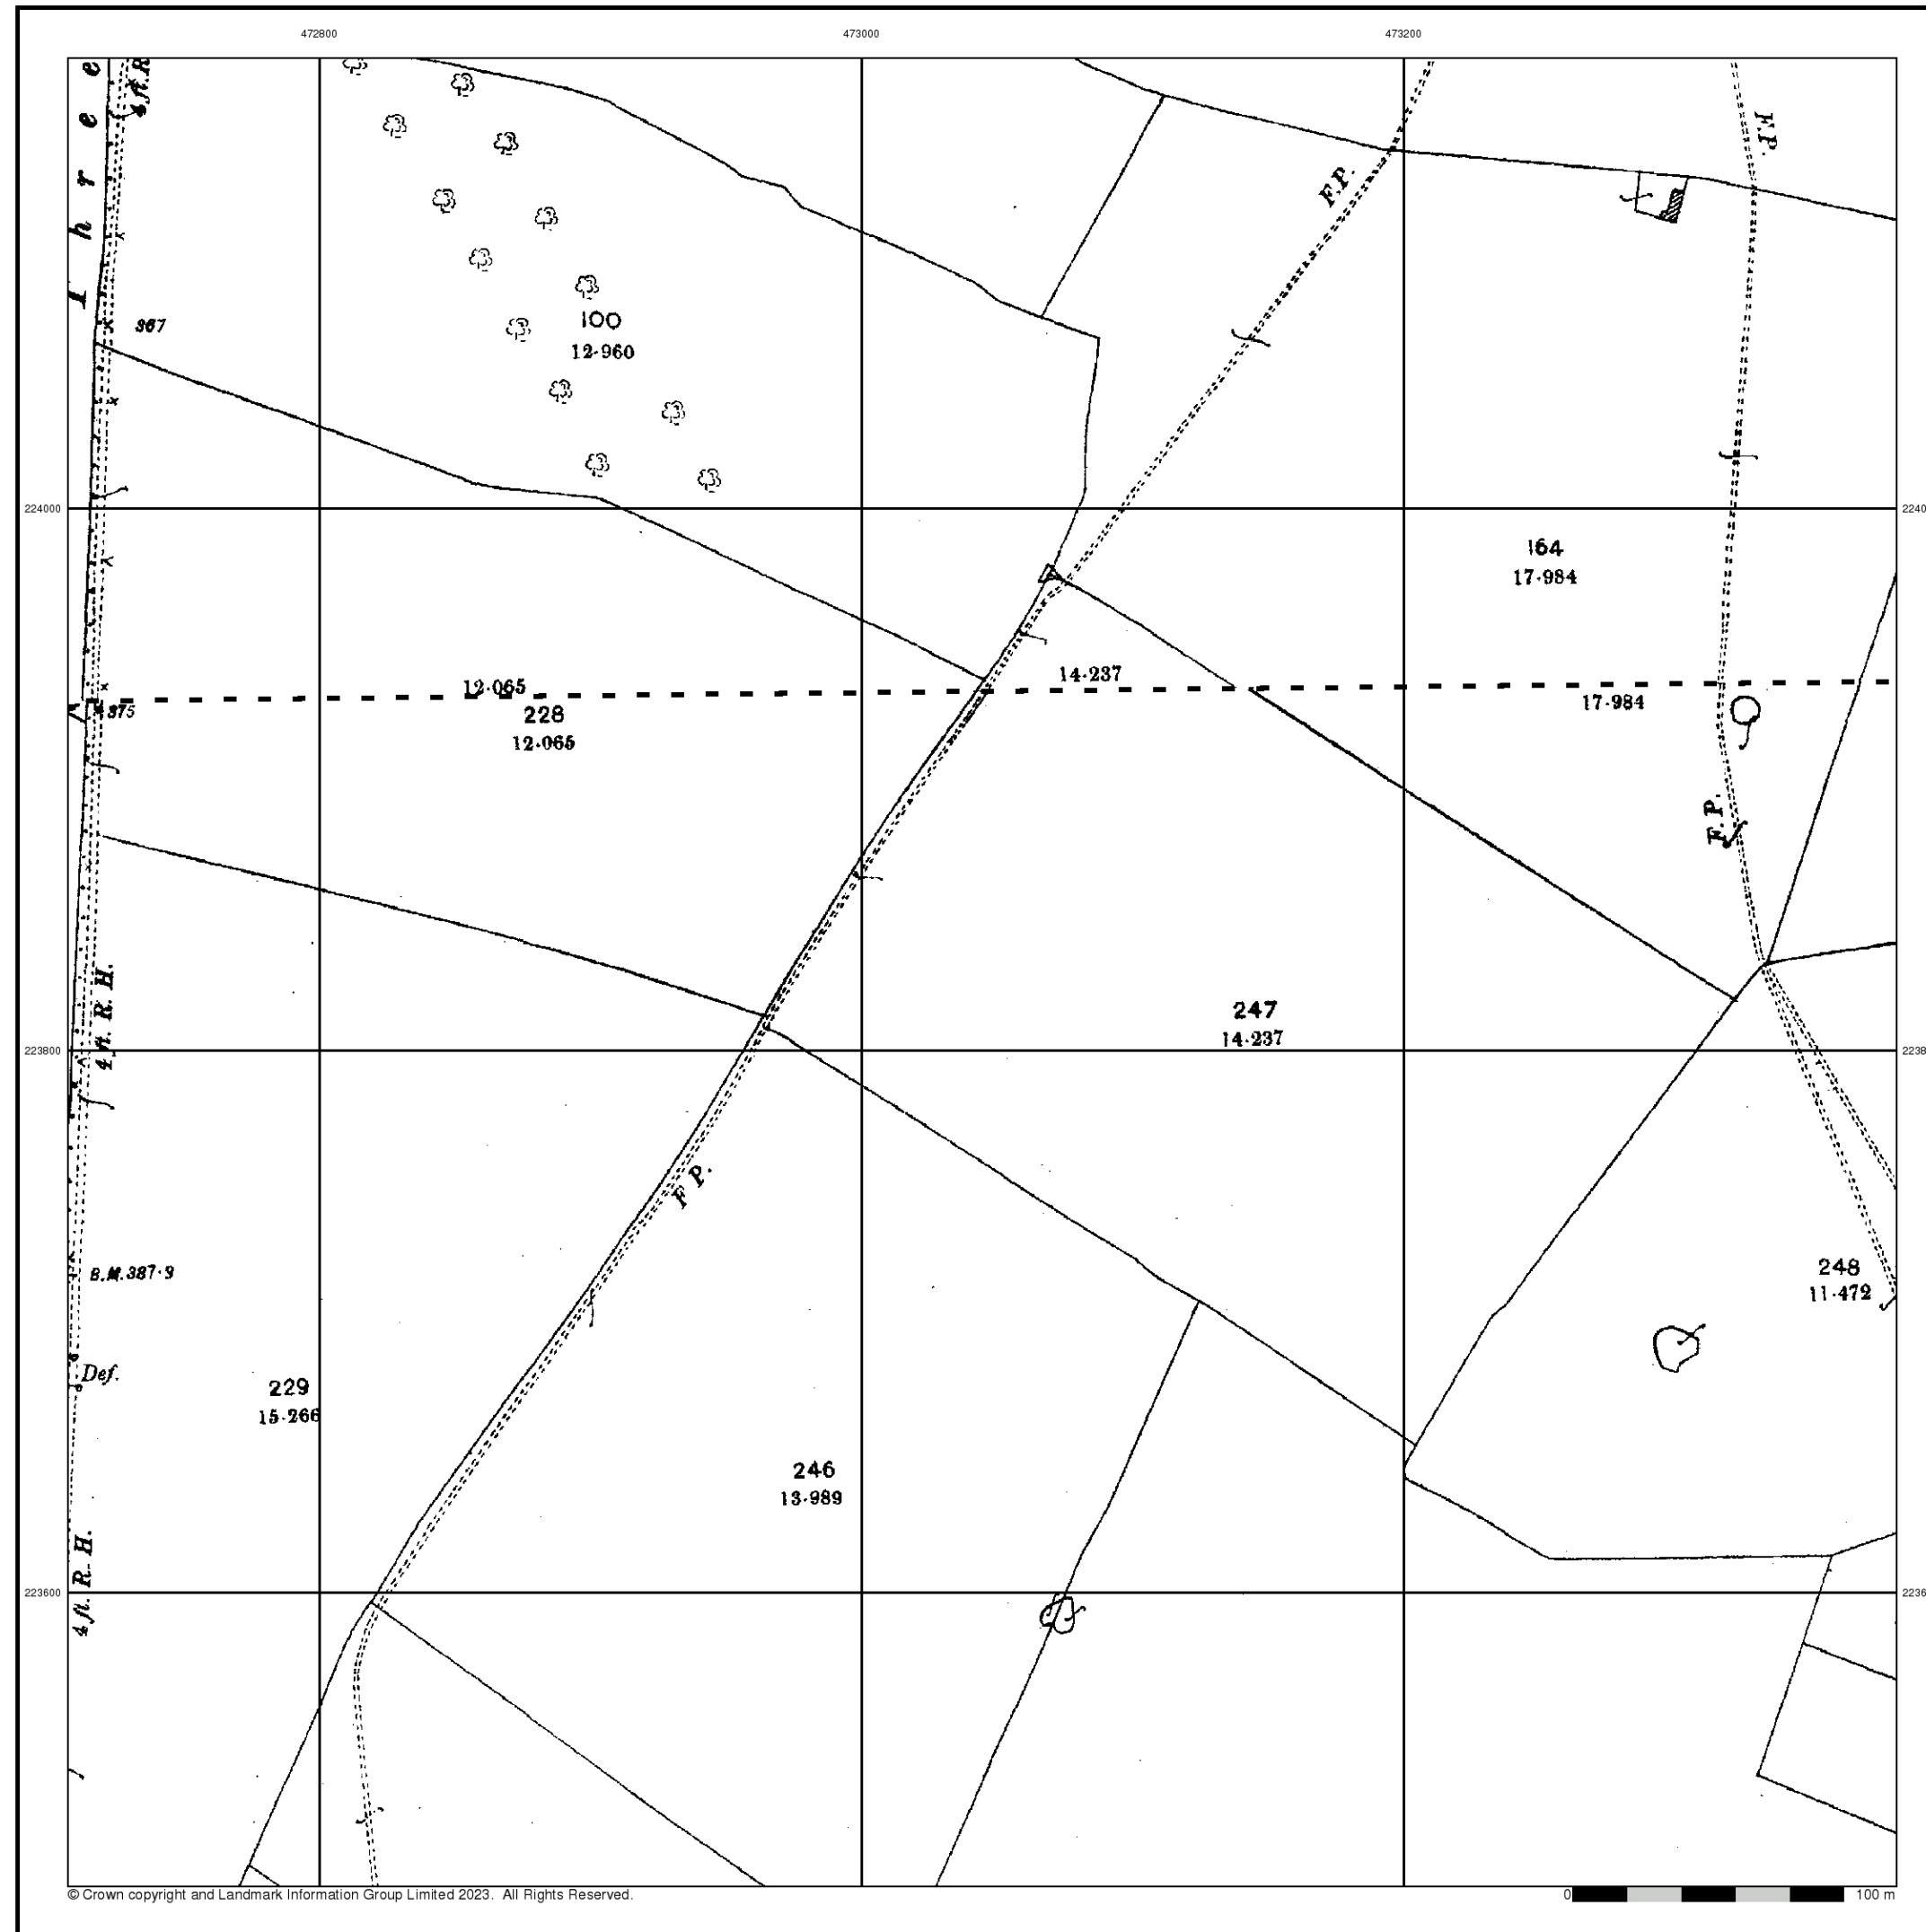 472800
473000
473200
Three
4 ft. R
F.P.
F.P.
367
100
12·960
224000
2240
164
17·984
12·065
14·237
17·984
375
228
12·065
F.P.
4 ft. R. H.
247
14·237
223800
2238
F P.
B.M. 387·9
248
11·472
Def.
229
15·266
246
13·989
4 ft. R. H.
223600
2236
© Crown copyright and Landmark Information Group Limited 2023. All Rights Reserved.
0
100 m